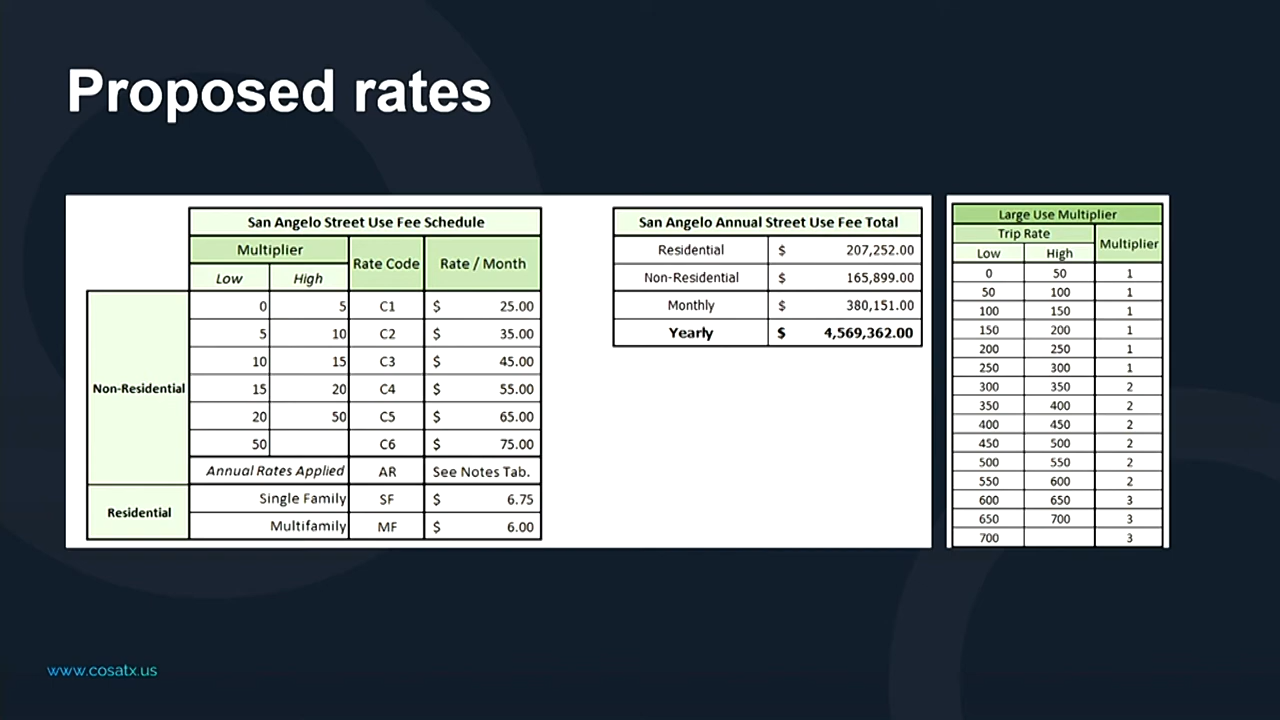 Proposed rates
San Angelo Street Use Fee Schedule
Multiplier Rate Code Rate / Month
Low High
Non-Residential
0 5 C1 $ 25.00
5 10 C2 $ 35.00
10 15 C3 $ 45.00
15 20 C4 $ 55.00
20 50 C5 $ 65.00
50 C6 $ 75.00
Annual Rates Applied AR See Notes Tab.
Residential
Single Family SF $ 6.75
Multifamily MF $ 6.00
San Angelo Annual Street Use Fee Total
Residential $ 207,252.00
Non-Residential $ 165,899.00
Monthly $ 380,151.00
Yearly $ 4,569,362.00
Large Use Multiplier
Trip Rate Multiplier
Low High
0 50 1
50 100 1
100 150 1
150 200 1
200 250 1
250 300 1
300 350 2
350 400 2
400 450 2
450 500 2
500 550 2
550 600 2
600 650 3
650 700 3
700 3
www.cosatx.us